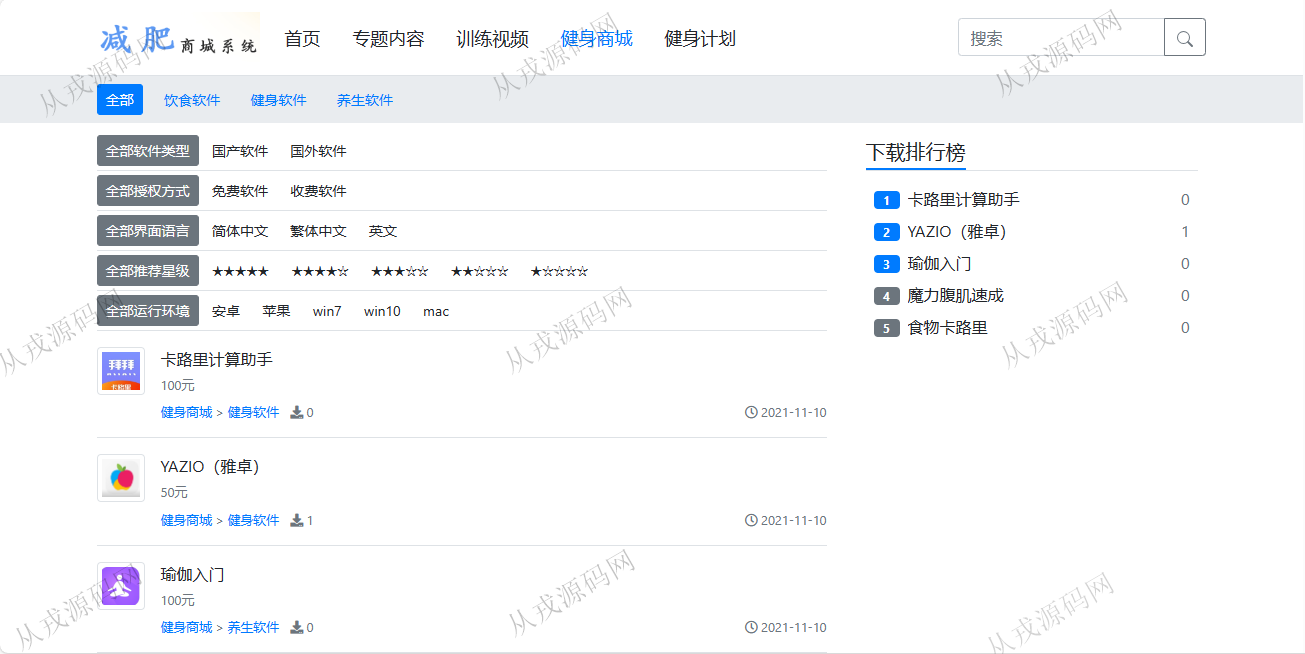 减肥商城系统 首页 专题内容 训练视频 健身商城 健身计划 搜索
全部 饮食软件 健身软件 养生软件
全部软件类型 国产软件 国外软件
全部授权方式 免费软件 收费软件
全部界面语言 简体中文 繁体中文 英文
全部推荐星级 ★★★★★ ★★★★☆ ★★★☆☆ ★★☆☆☆ ★☆☆☆☆
全部运行环境 安卓 苹果 win7 win10 mac
拜拜
卡路里
卡路里计算助手
100元
健身商城 > 健身软件 0 2021-11-10
YAZIO（雅卓）
50元
健身商城 > 健身软件 1 2021-11-10
瑜伽入门
100元
健身商城 > 养生软件 0 2021-11-10
下载排行榜
1 卡路里计算助手 0
2 YAZIO（雅卓） 1
3 瑜伽入门 0
4 魔力腹肌速成 0
5 食物卡路里 0
从戎源码网
从戎源码网
从戎源码网
从戎源码网
从戎源码网
从戎源码网
从戎源码网
从戎源码网
从戎源码网